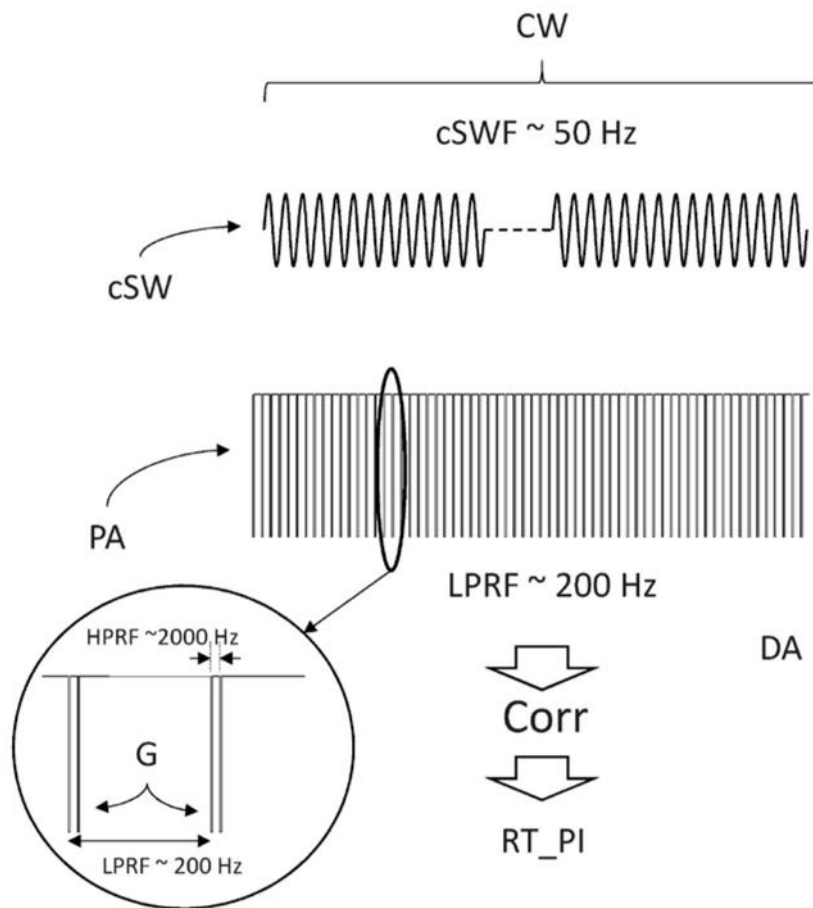 CW
cSWF ~ 50 Hz
cSW
PA
LPRF ~ 200 Hz
HPRF ~2000 Hz
DA
Corr
G
LPRF ~ 200 Hz
RT_PI